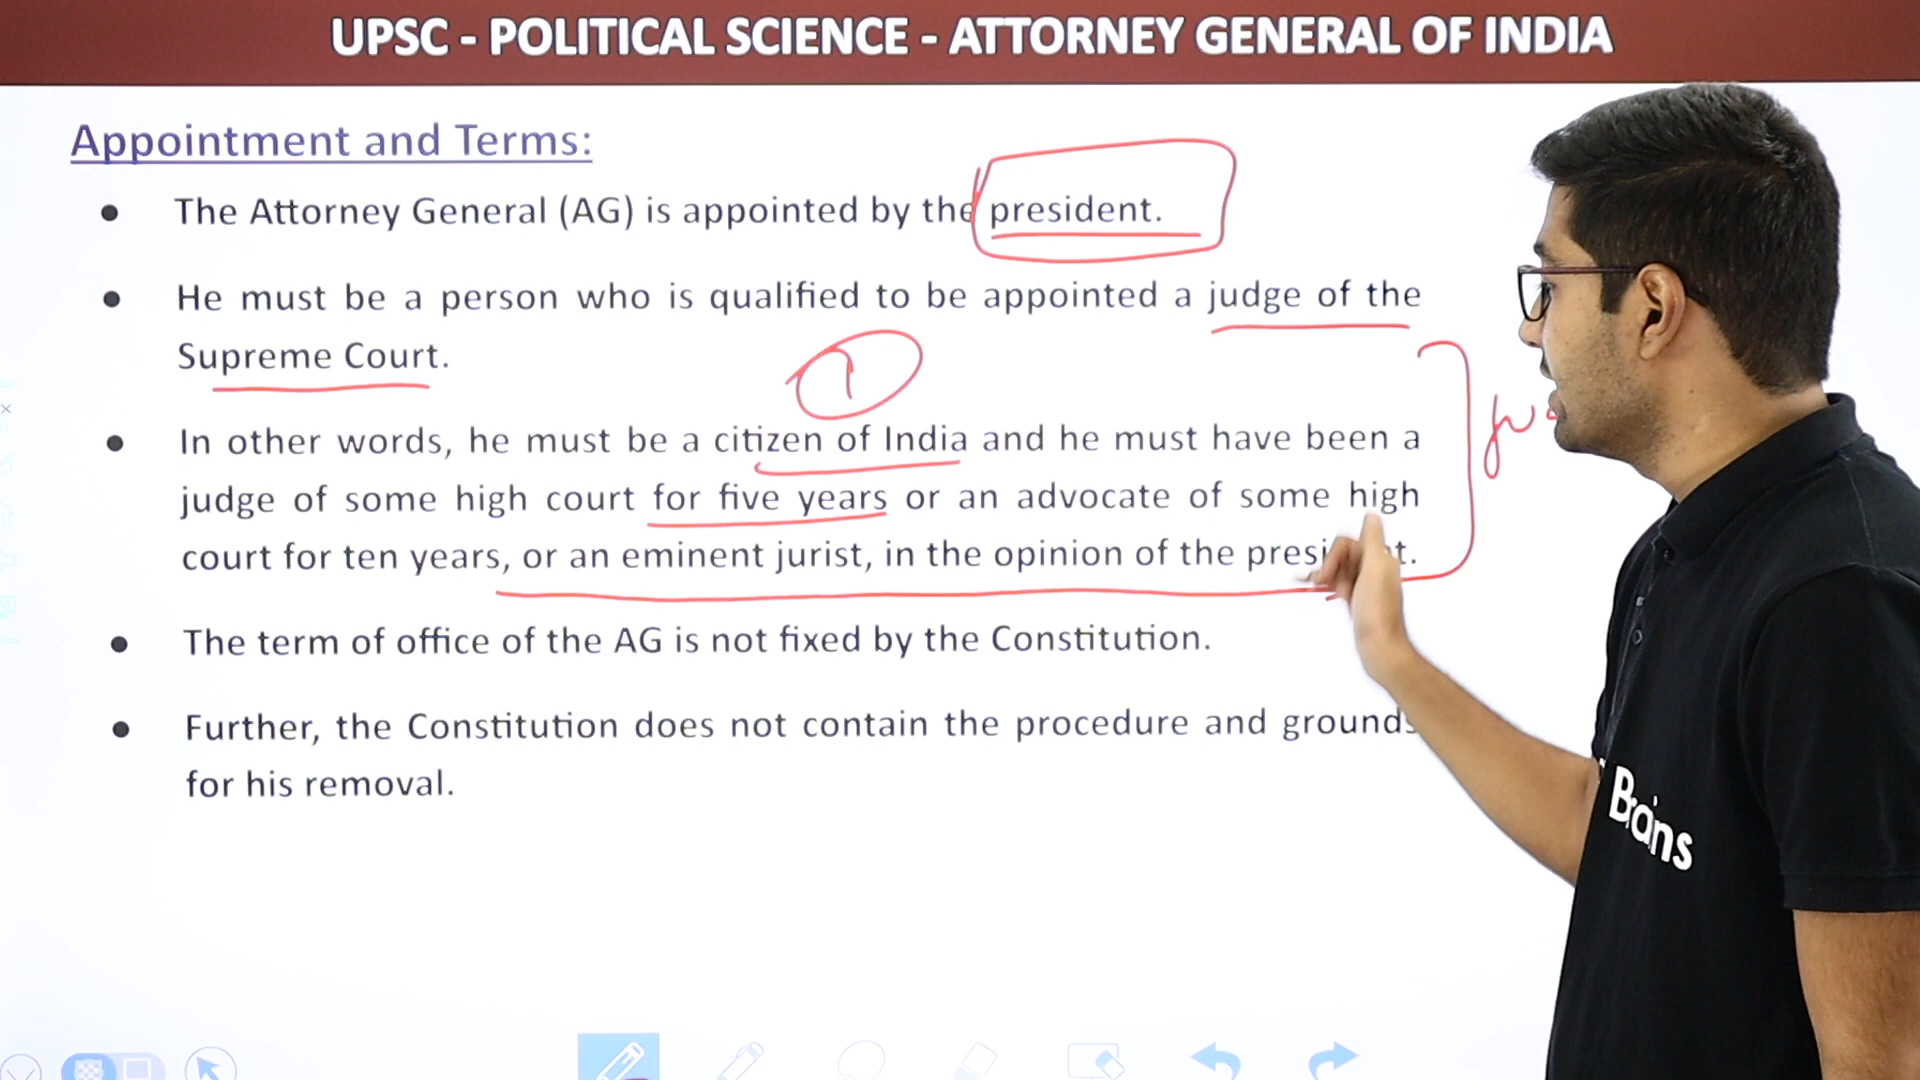 UPSC - POLITICAL SCIENCE - ATTORNEY GENERAL OF INDIA
Appointment and Terms:
● The Attorney General (AG) is appointed by the president.
● He must be a person who is qualified to be appointed a judge of the
Supreme Court.
1
● In other words, he must be a citizen of India and he must have been a
judge of some high court for five years or an advocate of some high
court for ten years, or an eminent jurist, in the opinion of the
● The term of office of the AG is not fixed by the Constitution.
● Further, the Constitution does not contain the procedure and grounds
for his removal.
Brains